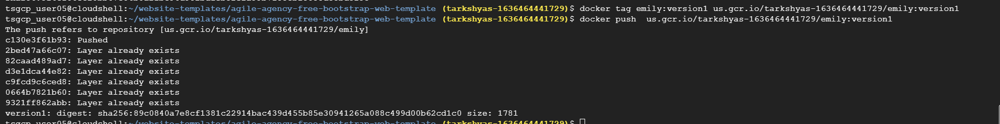 tsgcp_user05@cloudshell:~/website-templates/agile-agency-free-bootstrap-web-template (tarkshyas-1636464441729)$ docker tag emily:version1 us.gcr.io/tarkshyas-1636464441729/emily:version1
tsgcp_user05@cloudshell:~/website-templates/agile-agency-free-bootstrap-web-template (tarkshyas-1636464441729)$ docker push  us.gcr.io/tarkshyas-1636464441729/emily:version1
The push refers to repository [us.gcr.io/tarkshyas-1636464441729/emily]
c130e3f61b93: Pushed
2bed47a66c07: Layer already exists
82caad489ad7: Layer already exists
d3e1dca44e82: Layer already exists
c9fcd9c6ced8: Layer already exists
0664b7821b60: Layer already exists
9321ff862abb: Layer already exists
version1: digest: sha256:89c0840a7e8cf1381c22914bac439d455b85e30941265a088c499d00b62cd1c0 size: 1781
tsgcp_user05@cloudshell:~/website-templates/agile-agency-free-bootstrap-web-template (tarkshyas-1636464441729)$